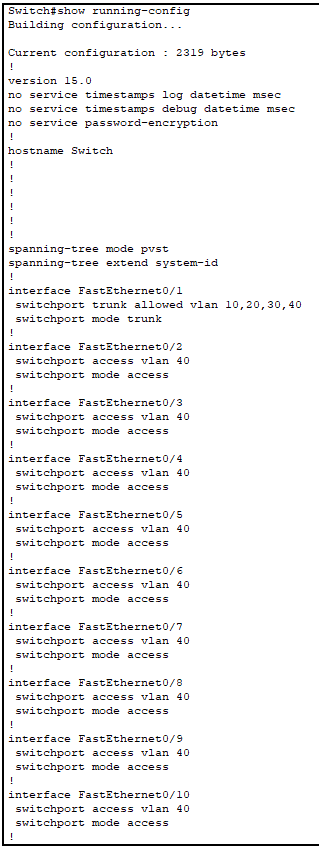 Switch#show running-config
Building configuration...
Current configuration : 2319 bytes
!
version 15.0
no service timestamps log datetime msec
no service timestamps debug datetime msec
no service password-encryption
!
hostname Switch
!
!
!
!
!
!
spanning-tree mode pvst
spanning-tree extend system-id
!
interface FastEthernet0/1
 switchport trunk allowed vlan 10,20,30,40
 switchport mode trunk
!
interface FastEthernet0/2
 switchport access vlan 40
 switchport mode access
!
interface FastEthernet0/3
 switchport access vlan 40
 switchport mode access
!
interface FastEthernet0/4
 switchport access vlan 40
 switchport mode access
!
interface FastEthernet0/5
 switchport access vlan 40
 switchport mode access
!
interface FastEthernet0/6
 switchport access vlan 40
 switchport mode access
!
interface FastEthernet0/7
 switchport access vlan 40
 switchport mode access
!
interface FastEthernet0/8
 switchport access vlan 40
 switchport mode access
!
interface FastEthernet0/9
 switchport access vlan 40
 switchport mode access
!
interface FastEthernet0/10
 switchport access vlan 40
 switchport mode access
!